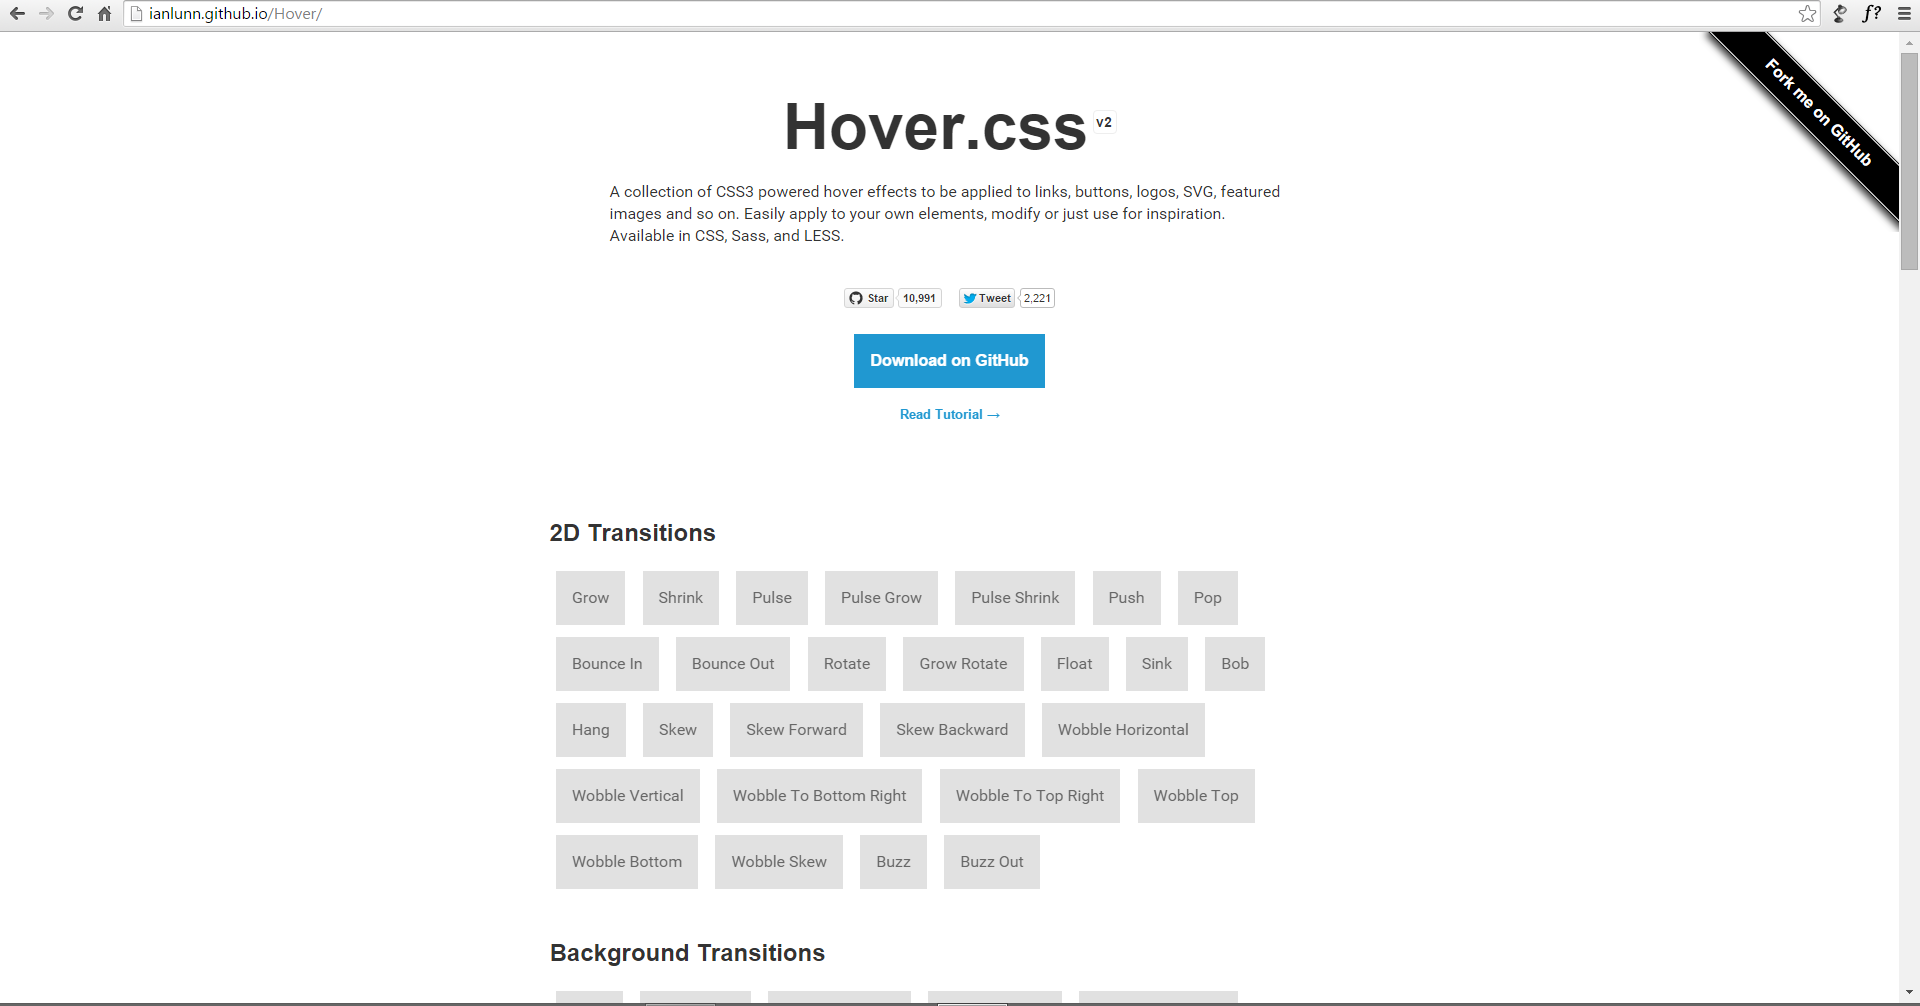 ianlunn.github.io/Hover/
f?
Fork me on GitHub
Hover.css v2
A collection of CSS3 powered hover effects to be applied to links, buttons, logos, SVG, featured
images and so on. Easily apply to your own elements, modify or just use for inspiration.
Available in CSS, Sass, and LESS.
Star 10,991 Tweet 2,221
Download on GitHub
Read Tutorial →
2D Transitions
Grow Shrink Pulse Pulse Grow Pulse Shrink Push Pop
Bounce In Bounce Out Rotate Grow Rotate Float Sink Bob
Hang Skew Skew Forward Skew Backward Wobble Horizontal
Wobble Vertical Wobble To Bottom Right Wobble To Top Right Wobble Top
Wobble Bottom Wobble Skew Buzz Buzz Out
Background Transitions